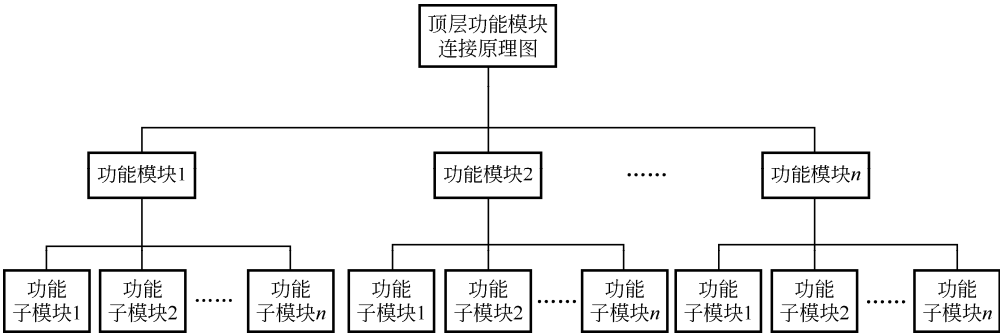 顶层功能模块
连接原理图
功能模块1
功能模块2
……
功能模块n
功能
子模块1
功能
子模块2
……
功能
子模块n
功能
子模块1
功能
子模块2
……
功能
子模块n
功能
子模块1
功能
子模块2
……
功能
子模块n